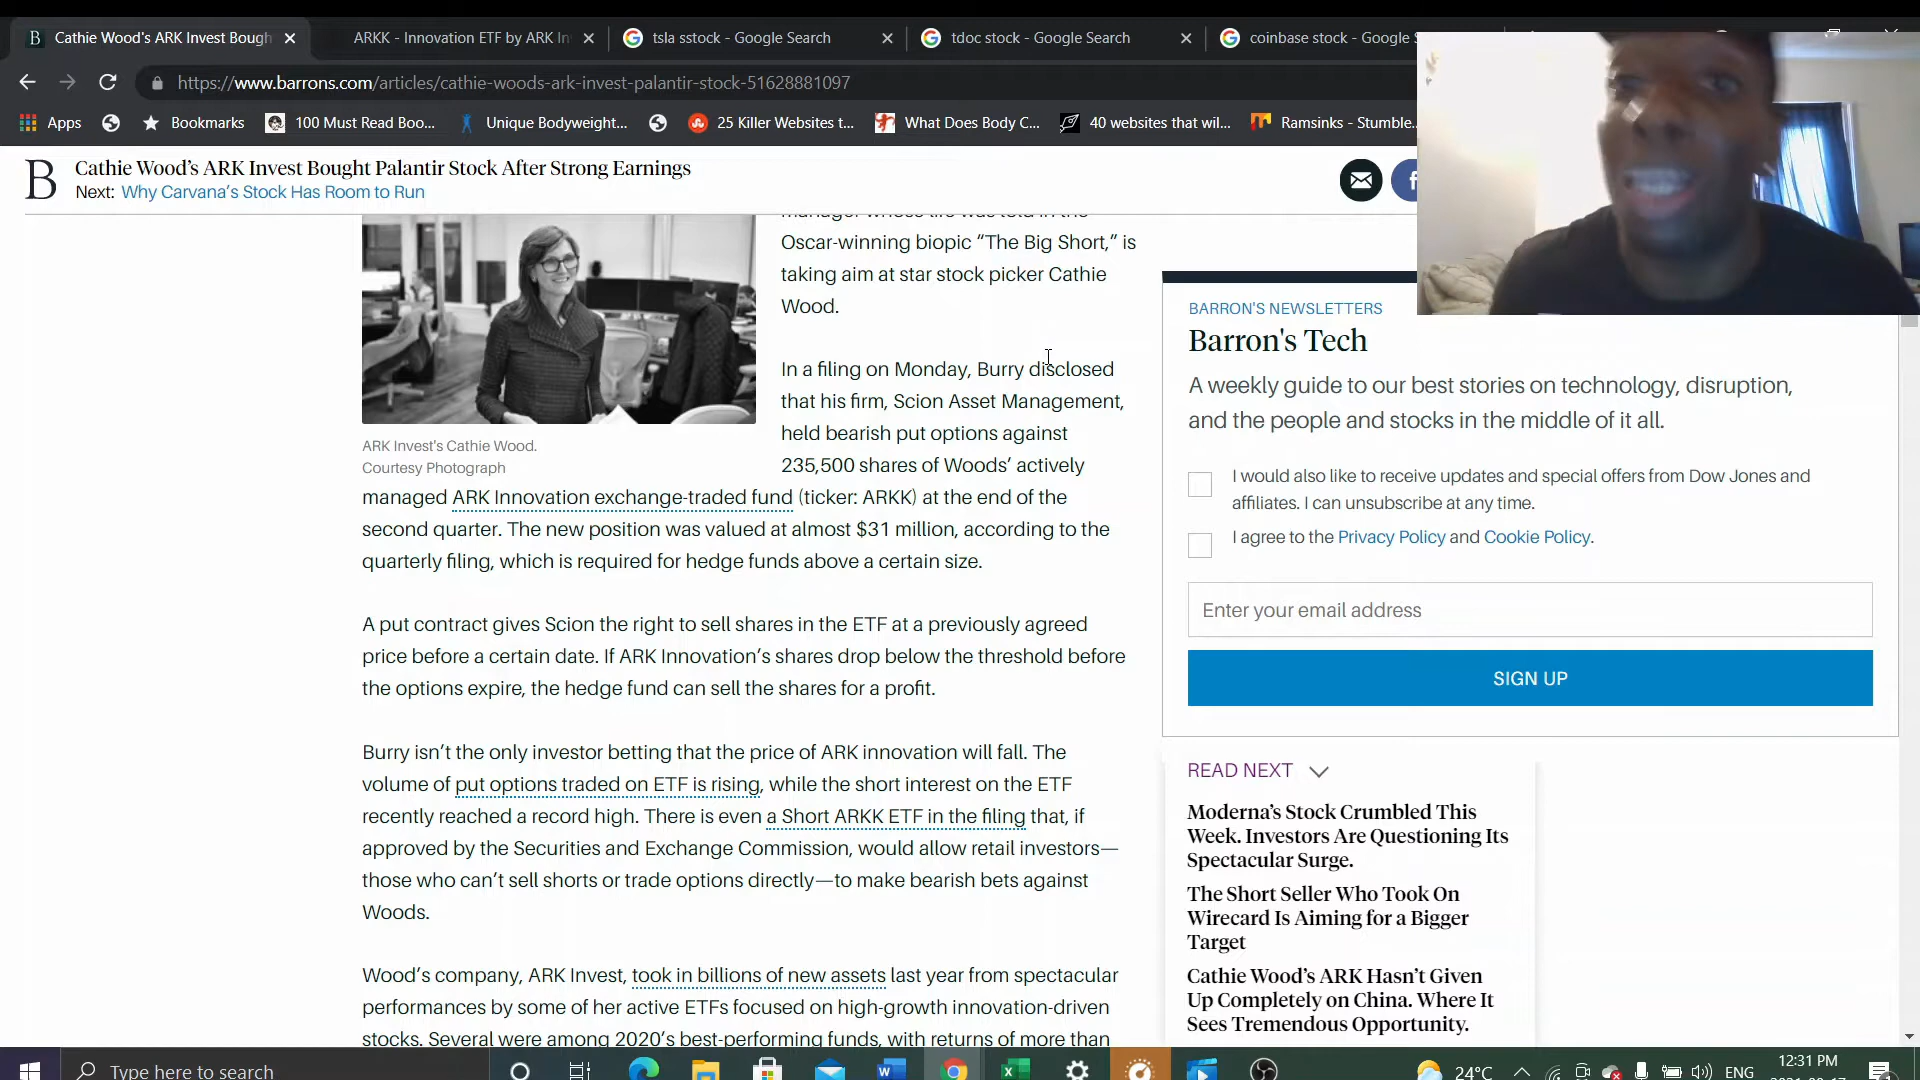 B Cathie Wood's ARK Invest Bough
ARKK - Innovation ETF by ARK In
tsla sstock - Google Search
tdoc stock - Google Search
coinbase stock - Google S
https://www.barrons.com/articles/cathie-woods-ark-invest-palantir-stock-51628881097
Apps
Bookmarks
100 Must Read Boo...
Unique Bodyweight...
25 Killer Websites t...
What Does Body C...
40 websites that wil...
Ramsinks - Stumble...
B
Cathie Wood's ARK Invest Bought Palantir Stock After Strong Earnings
Next: Why Carvana's Stock Has Room to Run
manager whose life was told in the
Oscar-winning biopic “The Big Short,” is
taking aim at star stock picker Cathie
Wood.
In a filing on Monday, Burry disclosed
that his firm, Scion Asset Management,
held bearish put options against
235,500 shares of Woods’ actively
managed ARK Innovation exchange-traded fund (ticker: ARKK) at the end of the
second quarter. The new position was valued at almost $31 million, according to the
quarterly filing, which is required for hedge funds above a certain size.
ARK Invest's Cathie Wood.
Courtesy Photograph
A put contract gives Scion the right to sell shares in the ETF at a previously agreed
price before a certain date. If ARK Innovation’s shares drop below the threshold before
the options expire, the hedge fund can sell the shares for a profit.
Burry isn’t the only investor betting that the price of ARK innovation will fall. The
volume of put options traded on ETF is rising, while the short interest on the ETF
recently reached a record high. There is even a Short ARKK ETF in the filing that, if
approved by the Securities and Exchange Commission, would allow retail investors—
those who can’t sell shorts or trade options directly—to make bearish bets against
Woods.
Wood’s company, ARK Invest, took in billions of new assets last year from spectacular
performances by some of her active ETFs focused on high-growth innovation-driven
stocks. Several were among 2020’s best-performing funds, with returns of more than
BARRON'S NEWSLETTERS
Barron's Tech
A weekly guide to our best stories on technology, disruption,
and the people and stocks in the middle of it all.
I would also like to receive updates and special offers from Dow Jones and
affiliates. I can unsubscribe at any time.
I agree to the Privacy Policy and Cookie Policy.
Enter your email address
SIGN UP
READ NEXT
Moderna’s Stock Crumbled This
Week. Investors Are Questioning Its
Spectacular Surge.
The Short Seller Who Took On
Wirecard Is Aiming for a Bigger
Target
Cathie Wood’s ARK Hasn’t Given
Up Completely on China. Where It
Sees Tremendous Opportunity.
Type here to search
24°C
ENG
12:31 PM